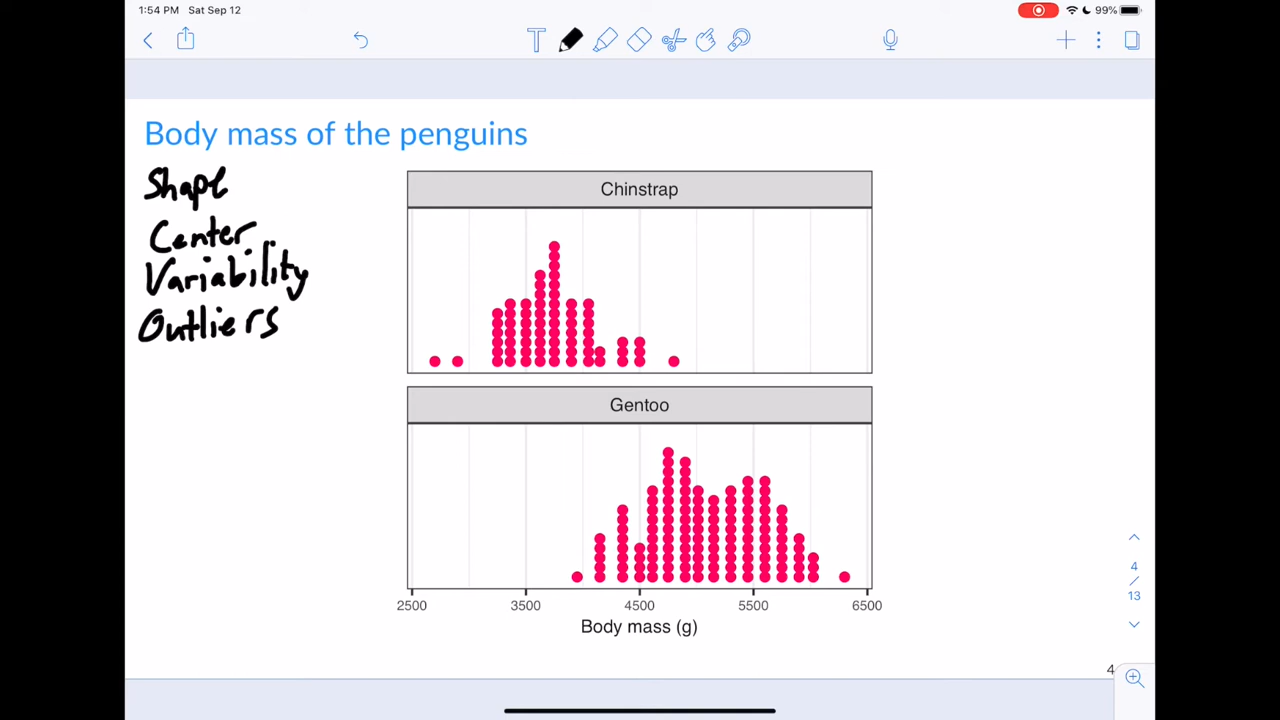 1:54 PM Sat Sep 12
99%
T
Body mass of the penguins
Shape
Center
Variability
Outliers
Chinstrap
Gentoo
2500 3500 4500 5500 6500
Body mass (g)
4
/
13
4